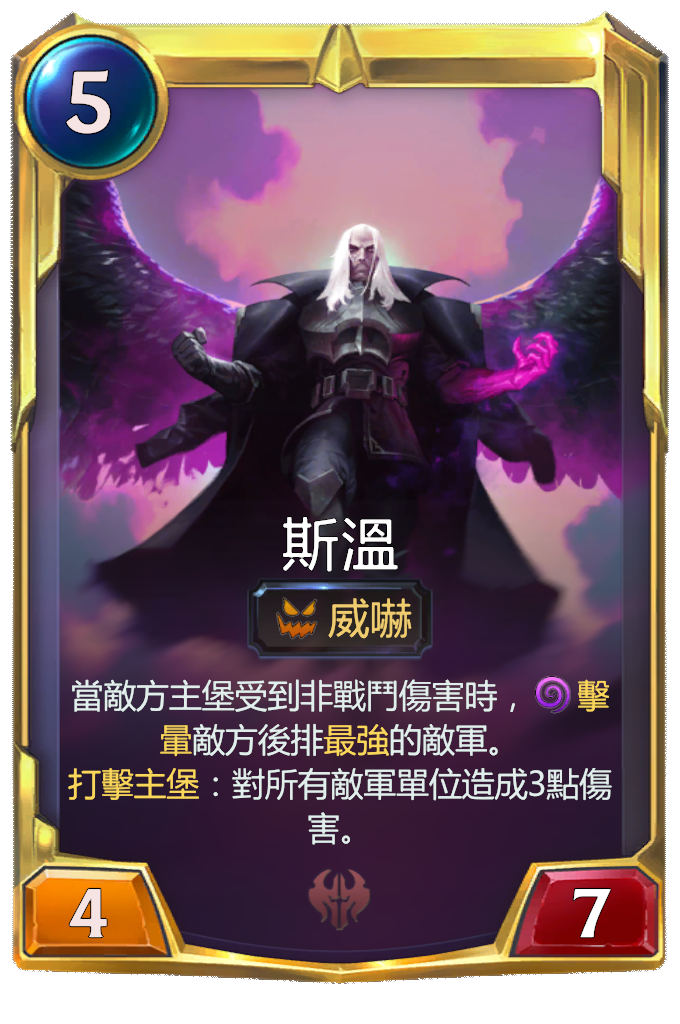 5
斯溫
威嚇
當敵方主堡受到非戰鬥傷害時，擊
暈敵方後排最強的敵軍。
打擊主堡：對所有敵軍單位造成3點傷
害。
4
7